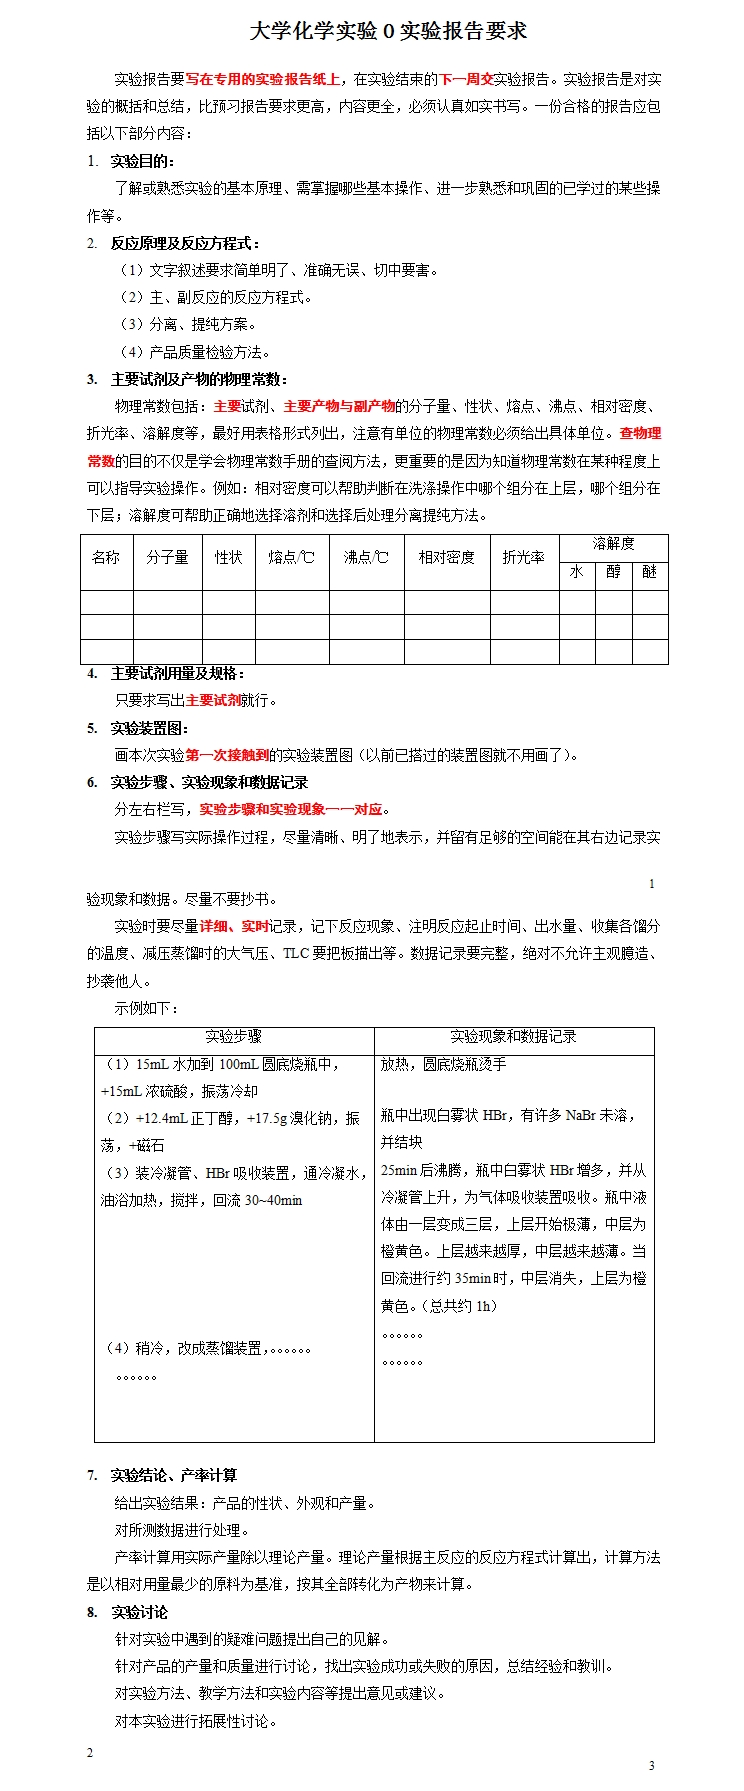 大学化学实验 0 实验报告要求
实验报告要写在专用的实验报告纸上，在实验结束的下一周交实验报告。实验报告是对实
验的概括和总结，比预习报告要求更高，内容更全，必须认真如实书写。一份合格的报告应包
括以下部分内容：
1. 实验目的：
了解或熟悉实验的基本原理、需掌握哪些基本操作、进一步熟悉和巩固的已学过的某些操
作等。
2. 反应原理及反应方程式：
（1）文字叙述要求简单明了、准确无误、切中要害。
（2）主、副反应的反应方程式。
（3）分离、提纯方案。
（4）产品质量检验方法。
3. 主要试剂及产物的物理常数：
物理常数包括：主要试剂、主要产物与副产物的分子量、性状、熔点、沸点、相对密度、
折光率、溶解度等，最好用表格形式列出，注意有单位的物理常数必须给出具体单位。查物理
常数的目的不仅是学会物理常数手册的查阅方法，更重要的是因为知道物理常数在某种程度上
可以指导实验操作。例如：相对密度可以帮助判断在洗涤操作中哪个组分在上层，哪个组分在
下层；溶解度可帮助正确地选择溶剂和选择后处理分离提纯方法。
名称 分子量 性状 熔点/℃ 沸点/℃ 相对密度 折光率 溶解度
水 醇 醚
4. 主要试剂用量及规格：
只要求写出主要试剂就行。
5. 实验装置图：
画本次实验第一次接触到的实验装置图（以前已搭过的装置图就不用画了）。
6. 实验步骤、实验现象和数据记录
分左右栏写，实验步骤和实验现象一一对应。
实验步骤写实际操作过程，尽量清晰、明了地表示，并留有足够的空间能在其右边记录实
1
验现象和数据。尽量不要抄书。
实验时要尽量详细、实时记录，记下反应现象、注明反应起止时间、出水量、收集各馏分
的温度、减压蒸馏时的大气压、TLC 要把板描出等。数据记录要完整，绝对不允许主观臆造、
抄袭他人。
示例如下：
实验步骤
（1）15mL 水加到 100mL 圆底烧瓶中，
+15mL 浓硫酸，振荡冷却
（2）+12.4mL 正丁醇，+17.5g 溴化钠，振
荡，+磁石
（3）装冷凝管、HBr 吸收装置，通冷凝水，
油浴加热，搅拌，回流 30~40min
（4）稍冷，改成蒸馏装置，。。。。。。
。。。。。。
实验现象和数据记录
放热，圆底烧瓶烫手
瓶中出现白雾状 HBr，有许多 NaBr 未溶，
并结块
25min 后沸腾，瓶中白雾状 HBr 增多，并从
冷凝管上升，为气体吸收装置吸收。瓶中液
体由一层变成三层，上层开始极薄，中层为
橙黄色。上层越来越厚，中层越来越薄。当
回流进行约 35min 时，中层消失，上层为橙
黄色。（总共约 1h）
。。。。。。
。。。。。。
7. 实验结论、产率计算
给出实验结果：产品的性状、外观和产量。
对所测数据进行处理。
产率计算用实际产量除以理论产量。理论产量根据主反应的反应方程式计算出，计算方法
是以相对用量最少的原料为基准，按其全部转化为产物来计算。
8. 实验讨论
针对实验中遇到的疑难问题提出自己的见解。
针对产品的产量和质量进行讨论，找出实验成功或失败的原因，总结经验和教训。
对实验方法、教学方法和实验内容等提出意见或建议。
对本实验进行拓展性讨论。
2
3